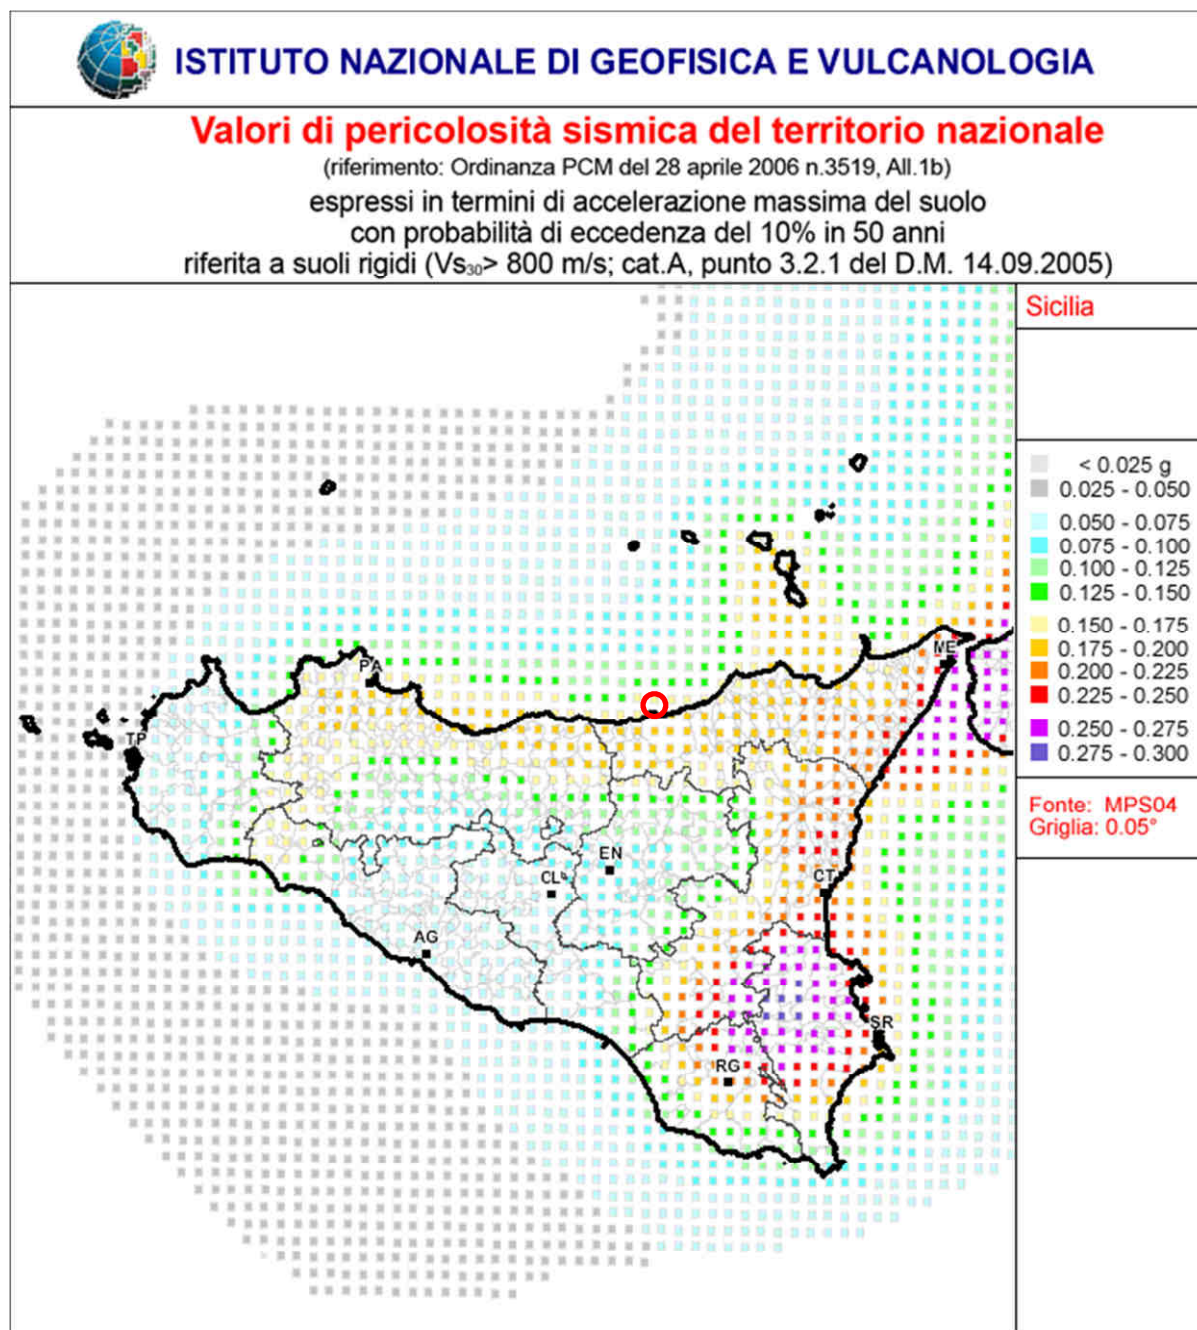 ISTITUTO NAZIONALE DI GEOFISICA E VULCANOLOGIA
Valori di pericolosità sismica del territorio nazionale
(riferimento: Ordinanza PCM del 28 aprile 2006 n.3519, All.1b)
espressi in termini di accelerazione massima del suolo
con probabilità di eccedenza del 10% in 50 anni
riferita a suoli rigidi (Vs₃₀> 800 m/s; cat.A, punto 3.2.1 del D.M. 14.09.2005)
Sicilia
< 0.025 g
0.025 - 0.050
0.050 - 0.075
0.075 - 0.100
0.100 - 0.125
0.125 - 0.150
0.150 - 0.175
0.175 - 0.200
0.200 - 0.225
0.225 - 0.250
0.250 - 0.275
0.275 - 0.300
Fonte: MPS04
Griglia: 0.05°
ME
PA
TP
EN
CL
CT
AG
SR
RG